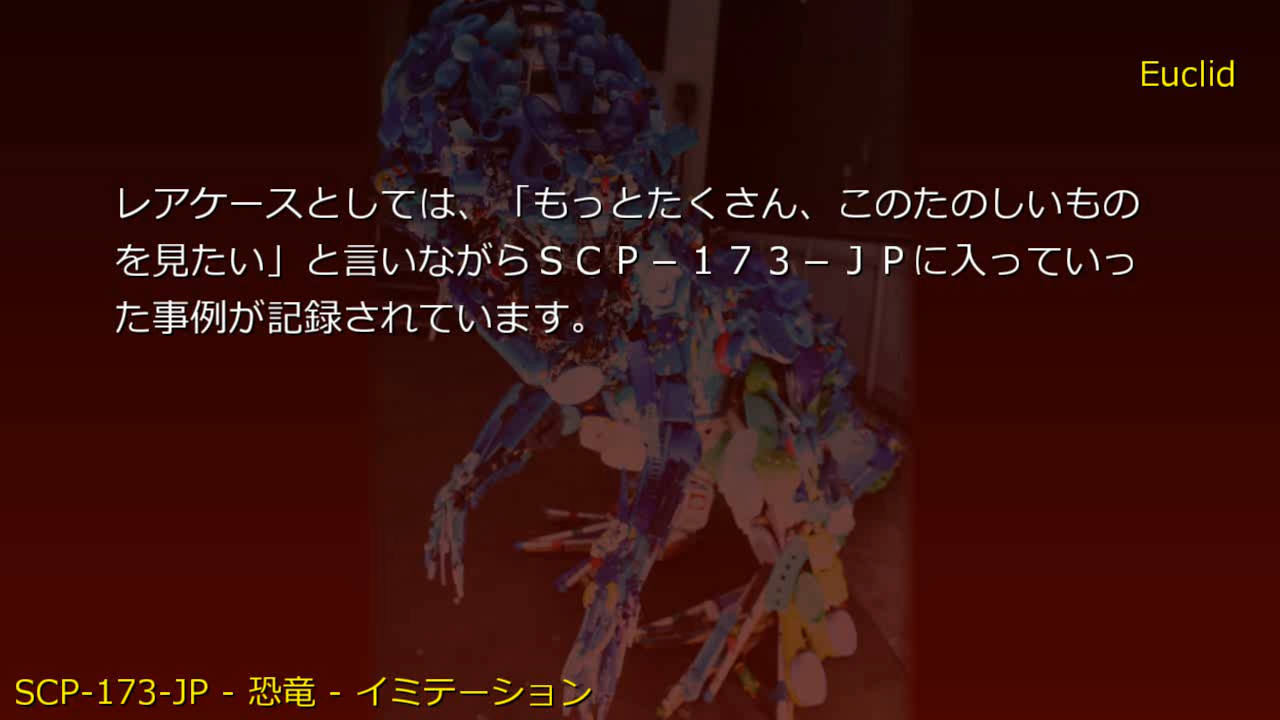 Euclid
レアケースとしては、「もっとたくさん、このたのしいもの
を見たい」と言いながらＳＣＰ－１７３－ＪＰに入っていっ
た事例が記録されています。
SCP-173-JP - 恐竜 - イミテーション